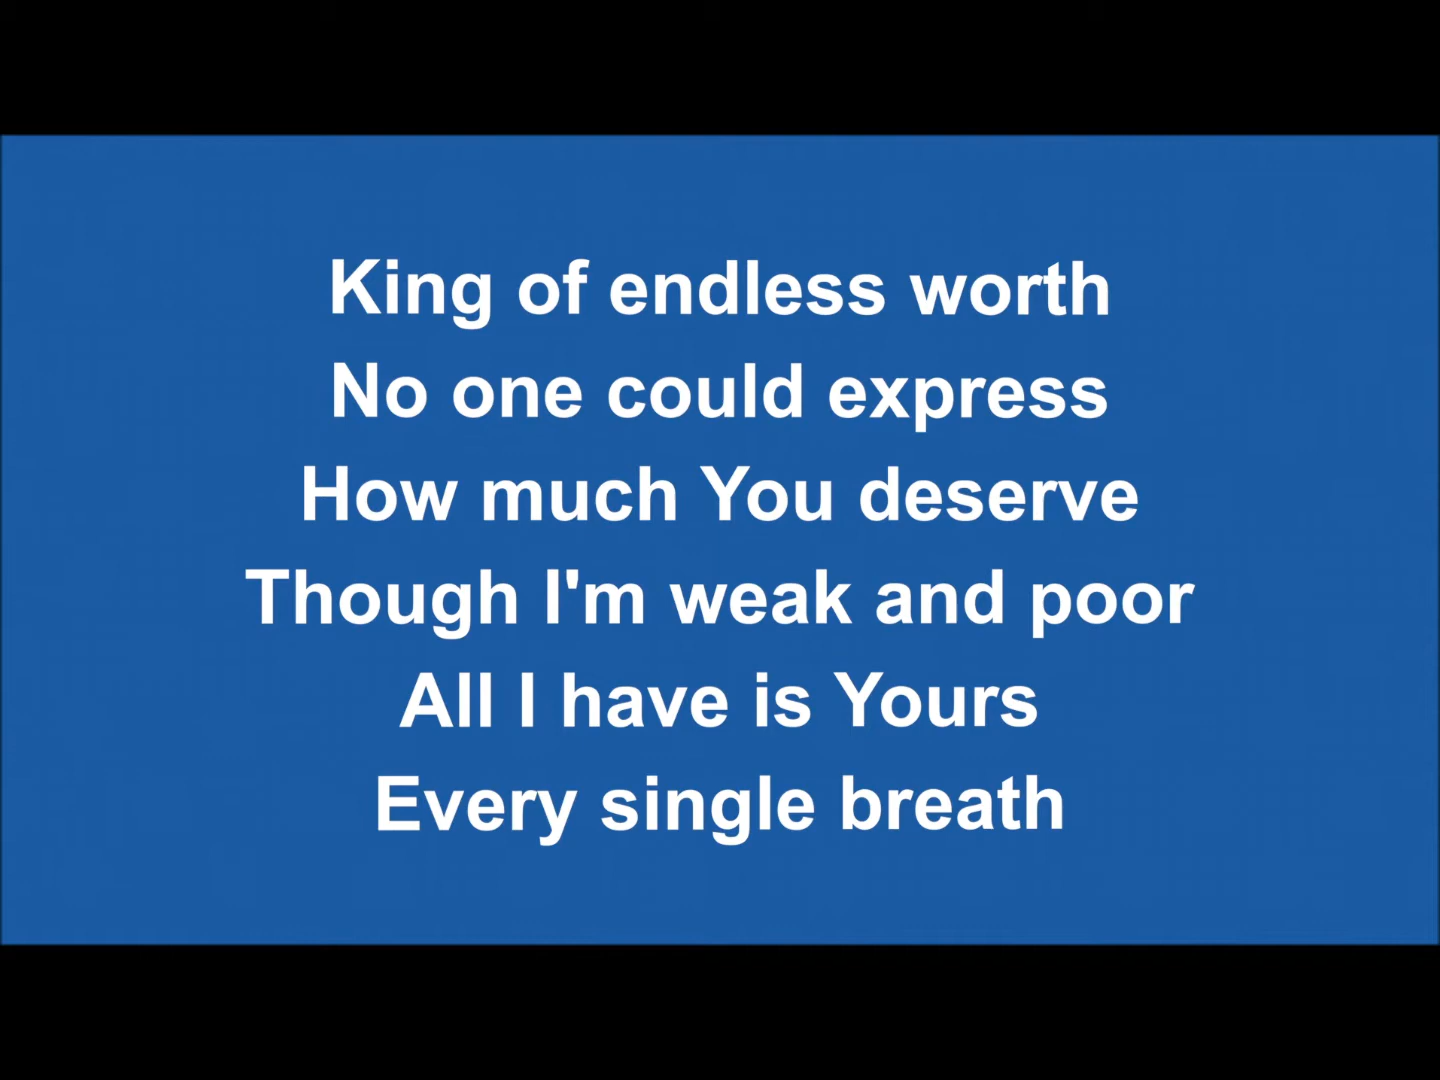 King of endless worth
No one could express
How much You deserve
Though I'm weak and poor
All I have is Yours
Every single breath